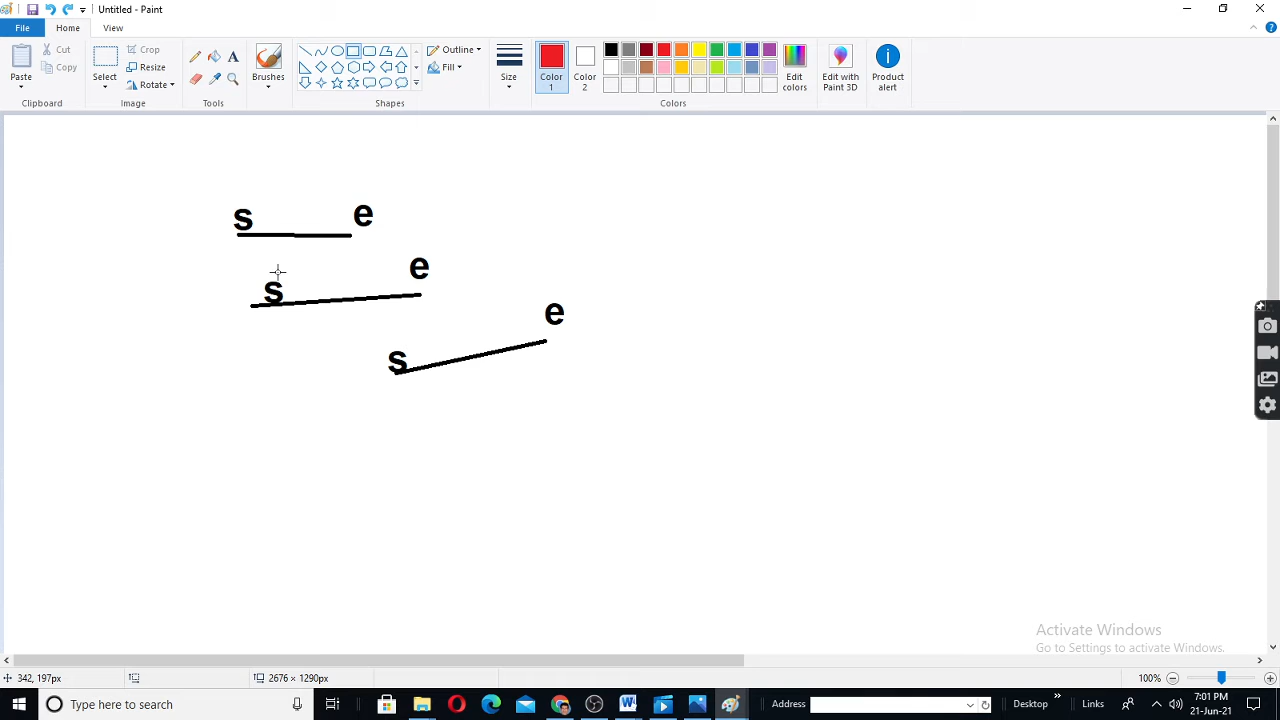 Untitled - Paint
File
Home
View
Paste
Cut
Copy
Clipboard
Select
Crop
Resize
Rotate
Image
A
Tools
Brushes
Outline
Fill
Shapes
Size
Color 1
Color 2
Edit colors
Colors
Edit with Paint 3D
Product alert
s e
s e
s e
Activate Windows
Go to Settings to activate Windows.
342, 197px
2676 × 1290px
100%
Type here to search
Address
Desktop
Links
7:01 PM
21-Jun-21